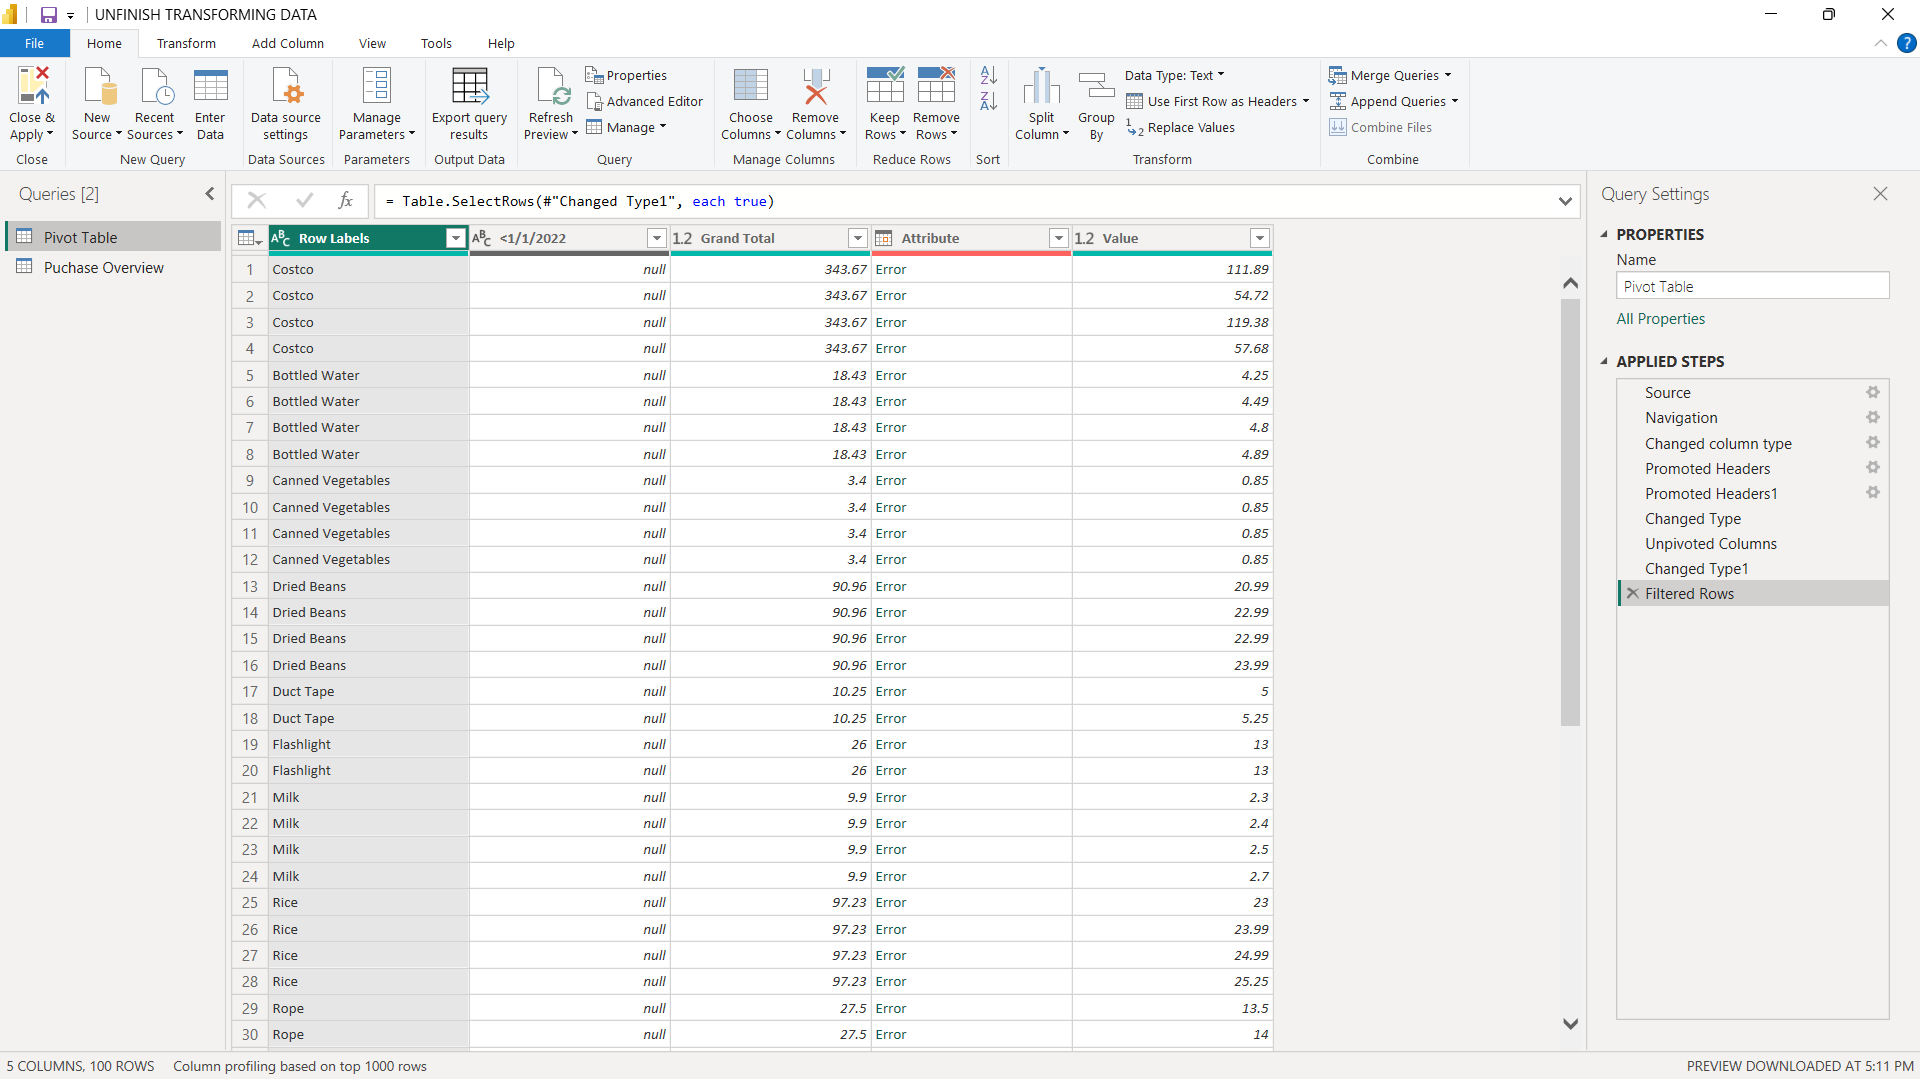 UNFINISH TRANSFORMING DATA
File Home Transform Add Column View Tools Help
Close & Apply
Close
New Source
Recent Sources
Enter Data
New Query
Data source settings
Data Sources
Manage Parameters
Parameters
Export query results
Output Data
Refresh Preview
Properties
Advanced Editor
Manage
Query
Choose Columns
Remove Columns
Manage Columns
Keep Rows
Remove Rows
Reduce Rows
Sort
Split Column
Group By
Data Type: Text
Use First Row as Headers
Replace Values
Transform
Merge Queries
Append Queries
Combine Files
Combine
Queries [2]
Pivot Table
Puchase Overview
fx
= Table.SelectRows(#"Changed Type1", each true)
Row Labels <1/1/2022 1.2 Grand Total Attribute 1.2 Value
1 Costco null 343.67 Error 111.89
2 Costco null 343.67 Error 54.72
3 Costco null 343.67 Error 119.38
4 Costco null 343.67 Error 57.68
5 Bottled Water null 18.43 Error 4.25
6 Bottled Water null 18.43 Error 4.49
7 Bottled Water null 18.43 Error 4.8
8 Bottled Water null 18.43 Error 4.89
9 Canned Vegetables null 3.4 Error 0.85
10 Canned Vegetables null 3.4 Error 0.85
11 Canned Vegetables null 3.4 Error 0.85
12 Canned Vegetables null 3.4 Error 0.85
13 Dried Beans null 90.96 Error 20.99
14 Dried Beans null 90.96 Error 22.99
15 Dried Beans null 90.96 Error 22.99
16 Dried Beans null 90.96 Error 23.99
17 Duct Tape null 10.25 Error 5
18 Duct Tape null 10.25 Error 5.25
19 Flashlight null 26 Error 13
20 Flashlight null 26 Error 13
21 Milk null 9.9 Error 2.3
22 Milk null 9.9 Error 2.4
23 Milk null 9.9 Error 2.5
24 Milk null 9.9 Error 2.7
25 Rice null 97.23 Error 23
26 Rice null 97.23 Error 23.99
27 Rice null 97.23 Error 24.99
28 Rice null 97.23 Error 25.25
29 Rope null 27.5 Error 13.5
30 Rope null 27.5 Error 14
Query Settings
PROPERTIES
Name
Pivot Table
All Properties
APPLIED STEPS
Source
Navigation
Changed column type
Promoted Headers
Promoted Headers1
Changed Type
Unpivoted Columns
Changed Type1
Filtered Rows
5 COLUMNS, 100 ROWS Column profiling based on top 1000 rows
PREVIEW DOWNLOADED AT 5:11 PM